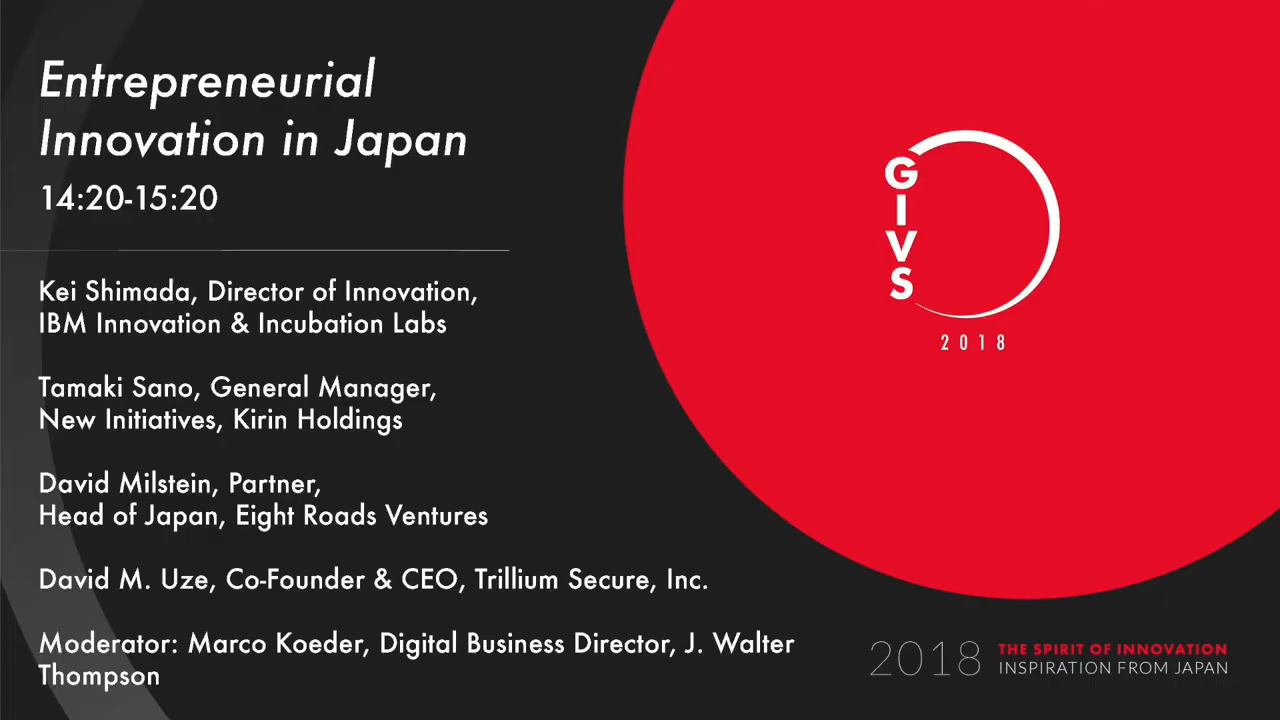 Entrepreneurial
Innovation in Japan
14:20-15:20
Kei Shimada, Director of Innovation,
IBM Innovation & Incubation Labs
Tamaki Sano, General Manager,
New Initiatives, Kirin Holdings
David Milstein, Partner,
Head of Japan, Eight Roads Ventures
David M. Uze, Co-Founder & CEO, Trillium Secure, Inc.
Moderator: Marco Koeder, Digital Business Director, J. Walter
Thompson
GIVS
2018
2018 THE SPIRIT OF INNOVATION
INSPIRATION FROM JAPAN